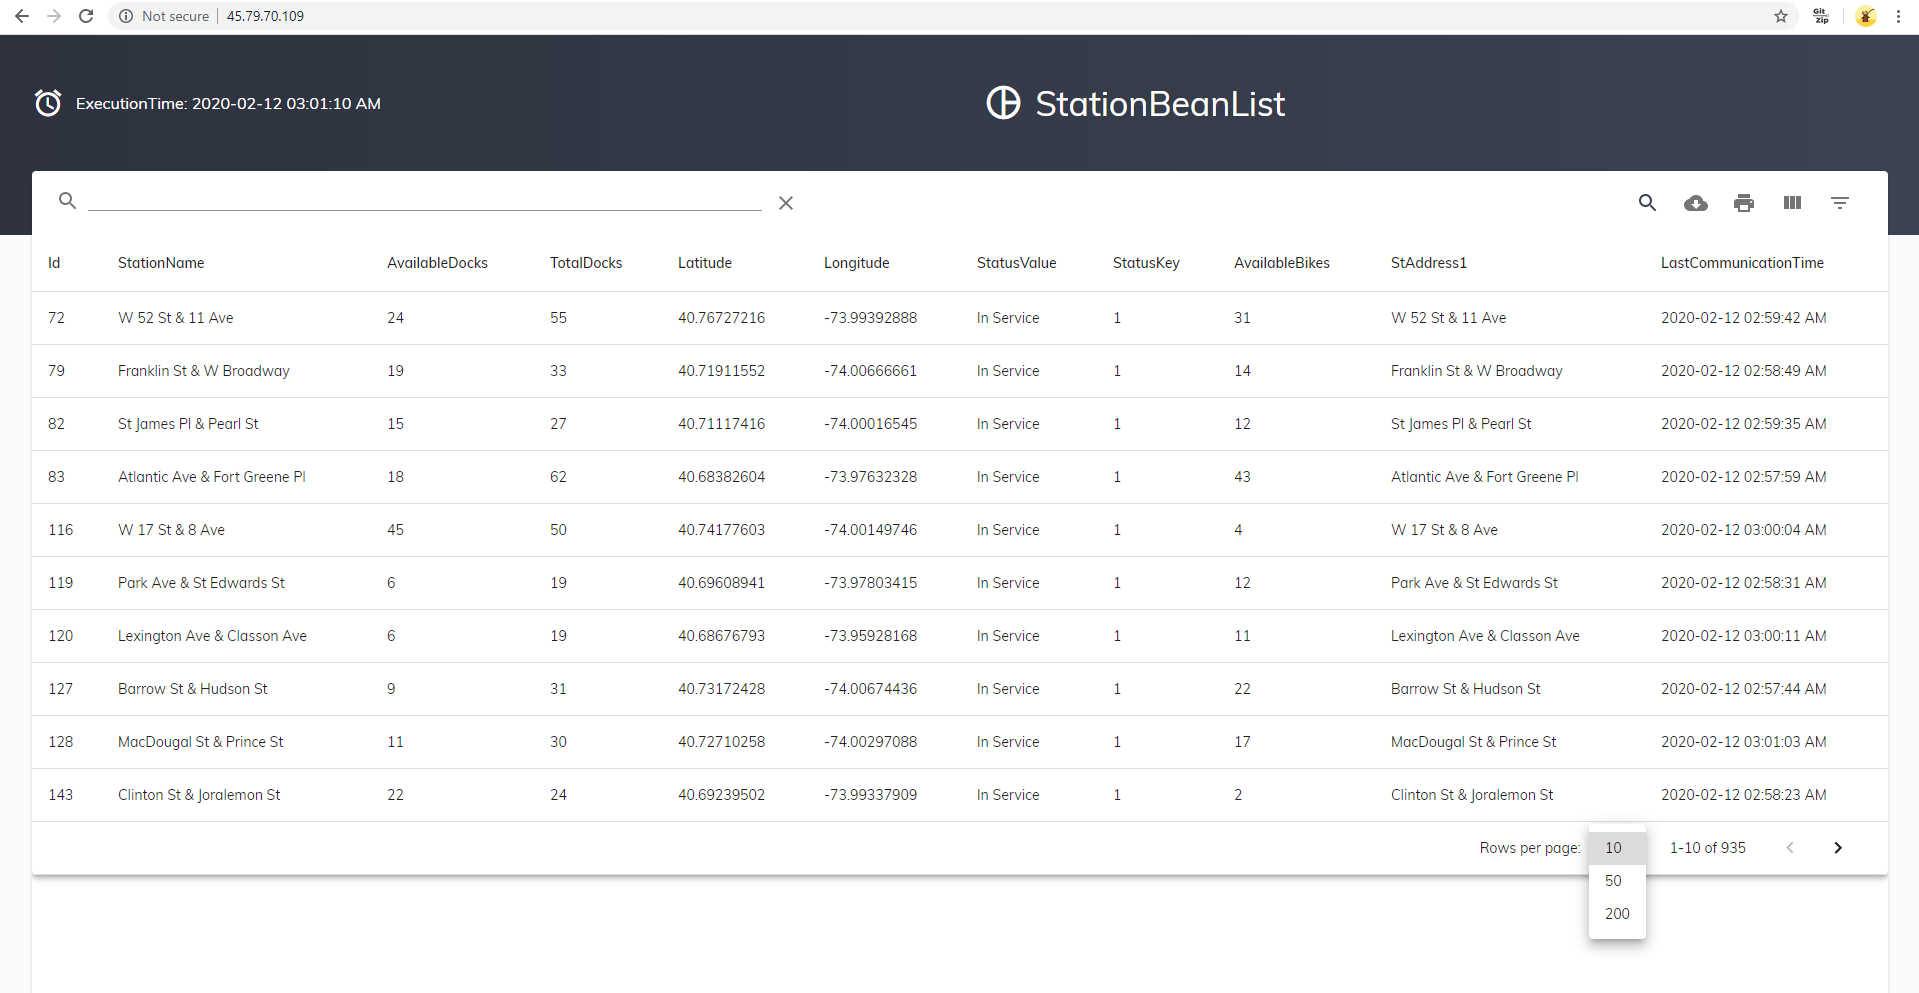 Not secure | 45.79.70.109
Git Zip
ExecutionTime: 2020-02-12 03:01:10 AM
StationBeanList
Id StationName AvailableDocks TotalDocks Latitude Longitude StatusValue StatusKey AvailableBikes StAddress1 LastCommunicationTime
72 W 52 St & 11 Ave 24 55 40.76727216 -73.99392888 In Service 1 31 W 52 St & 11 Ave 2020-02-12 02:59:42 AM
79 Franklin St & W Broadway 19 33 40.71911552 -74.00666661 In Service 1 14 Franklin St & W Broadway 2020-02-12 02:58:49 AM
82 St James Pl & Pearl St 15 27 40.71117416 -74.00016545 In Service 1 12 St James Pl & Pearl St 2020-02-12 02:59:35 AM
83 Atlantic Ave & Fort Greene Pl 18 62 40.68382604 -73.97632328 In Service 1 43 Atlantic Ave & Fort Greene Pl 2020-02-12 02:57:59 AM
116 W 17 St & 8 Ave 45 50 40.74177603 -74.00149746 In Service 1 4 W 17 St & 8 Ave 2020-02-12 03:00:04 AM
119 Park Ave & St Edwards St 6 19 40.69608941 -73.97803415 In Service 1 12 Park Ave & St Edwards St 2020-02-12 02:58:31 AM
120 Lexington Ave & Classon Ave 6 19 40.68676793 -73.95928168 In Service 1 11 Lexington Ave & Classon Ave 2020-02-12 03:00:11 AM
127 Barrow St & Hudson St 9 31 40.73172428 -74.00674436 In Service 1 22 Barrow St & Hudson St 2020-02-12 02:57:44 AM
128 MacDougal St & Prince St 11 30 40.72710258 -74.00297088 In Service 1 17 MacDougal St & Prince St 2020-02-12 03:01:03 AM
143 Clinton St & Joralemon St 22 24 40.69239502 -73.99337909 In Service 1 2 Clinton St & Joralemon St 2020-02-12 02:58:23 AM
Rows per page: 10 1-10 of 935
50
200